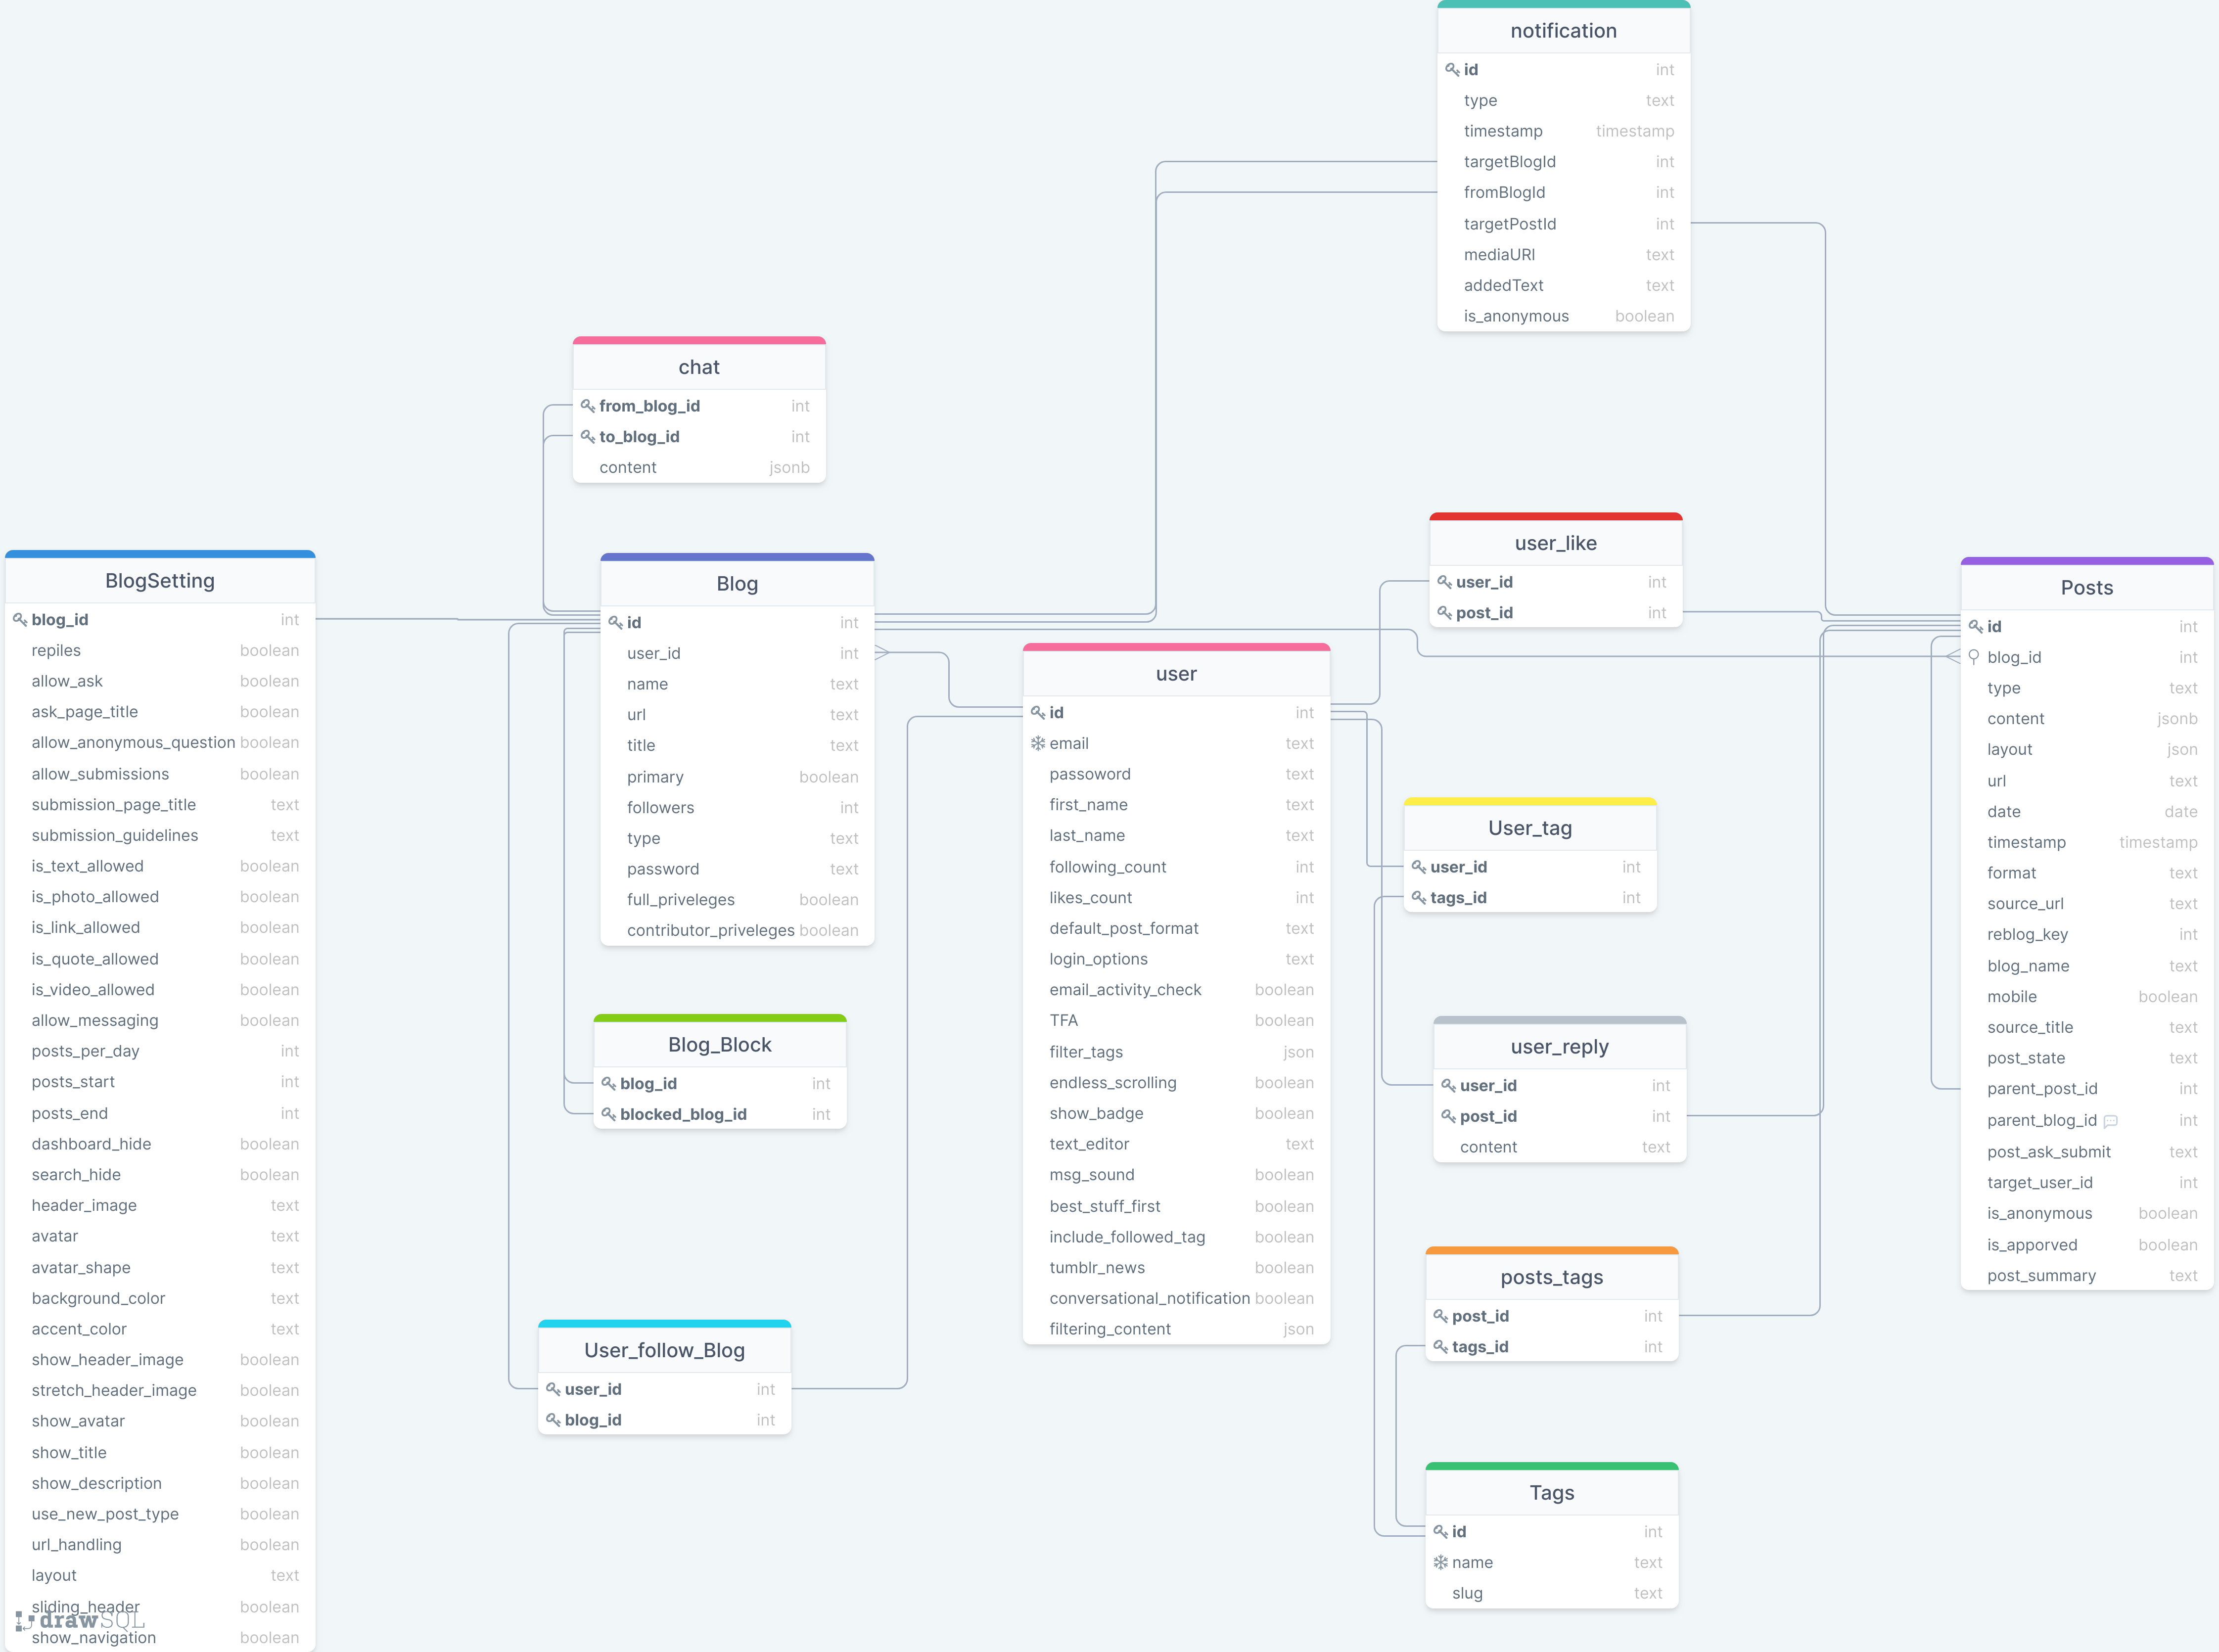 notification
id int
type text
timestamp timestamp
targetBlogId int
fromBlogId int
targetPostId int
mediaURl text
addedText text
is_anonymous boolean
chat
from_blog_id int
to_blog_id int
content jsonb
BlogSetting
blog_id int
repiles boolean
allow_ask boolean
ask_page_title boolean
allow_anonymous_question boolean
allow_submissions boolean
submission_page_title text
submission_guidelines text
is_text_allowed boolean
is_photo_allowed boolean
is_link_allowed boolean
is_quote_allowed boolean
is_video_allowed boolean
allow_messaging boolean
posts_per_day int
posts_start int
posts_end int
dashboard_hide boolean
search_hide boolean
header_image text
avatar text
avatar_shape text
background_color text
accent_color text
show_header_image boolean
stretch_header_image boolean
show_avatar boolean
show_title boolean
show_description boolean
use_new_post_type boolean
url_handling boolean
layout text
sliding_header boolean
show_navigation boolean
drawSQL
Blog
id int
user_id int
name text
url text
title text
primary boolean
followers int
type text
password text
full_priveleges boolean
contributor_priveleges boolean
Blog_Block
blog_id int
blocked_blog_id int
User_follow_Blog
user_id int
blog_id int
user
id int
email text
passoword text
first_name text
last_name text
following_count int
likes_count int
default_post_format text
login_options text
email_activity_check boolean
TFA boolean
filter_tags json
endless_scrolling boolean
show_badge boolean
text_editor text
msg_sound boolean
best_stuff_first boolean
include_followed_tag boolean
tumblr_news boolean
conversational_notification boolean
filtering_content json
user_like
user_id int
post_id int
User_tag
user_id int
tags_id int
user_reply
user_id int
post_id int
content text
posts_tags
post_id int
tags_id int
Tags
id int
name text
slug text
Posts
id int
blog_id int
type text
content jsonb
layout json
url text
date date
timestamp timestamp
format text
source_url text
reblog_key int
blog_name text
mobile boolean
source_title text
post_state text
parent_post_id int
parent_blog_id int
post_ask_submit text
target_user_id int
is_anonymous boolean
is_apporved boolean
post_summary text